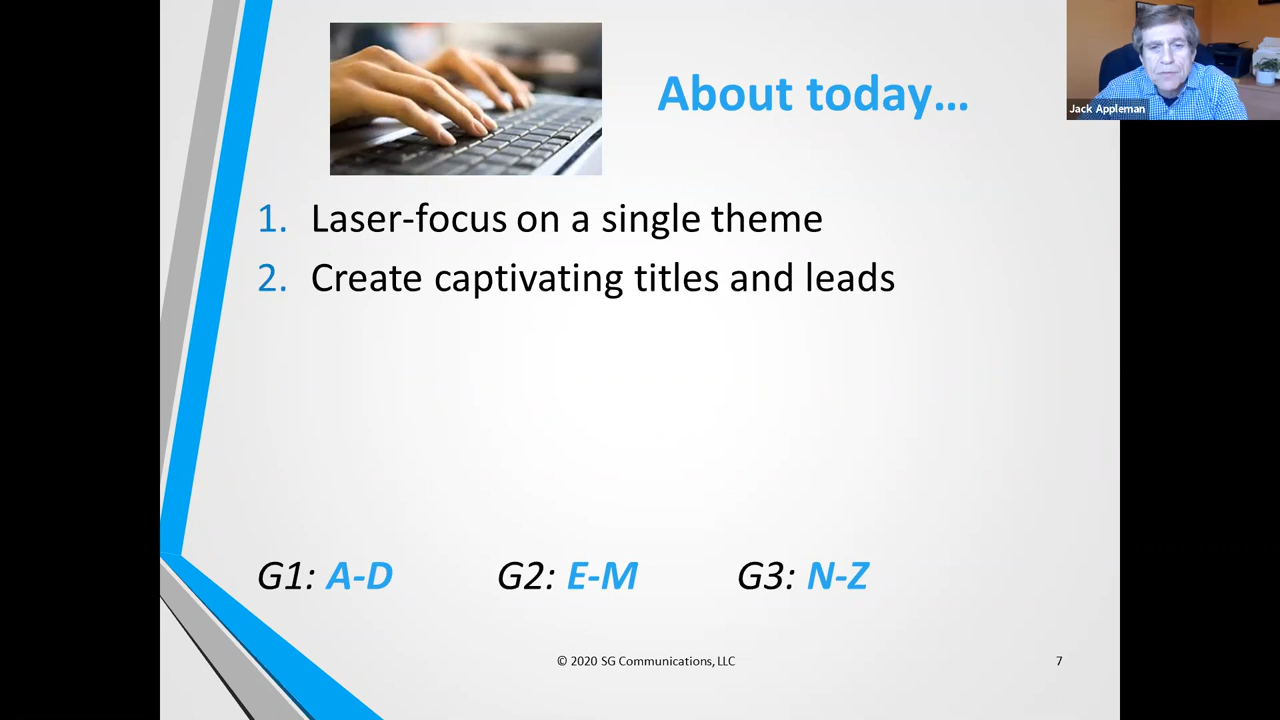 About today...
Jack Appleman
1. Laser-focus on a single theme
2. Create captivating titles and leads
G1: A-D G2: E-M G3: N-Z
© 2020 SG Communications, LLC 7